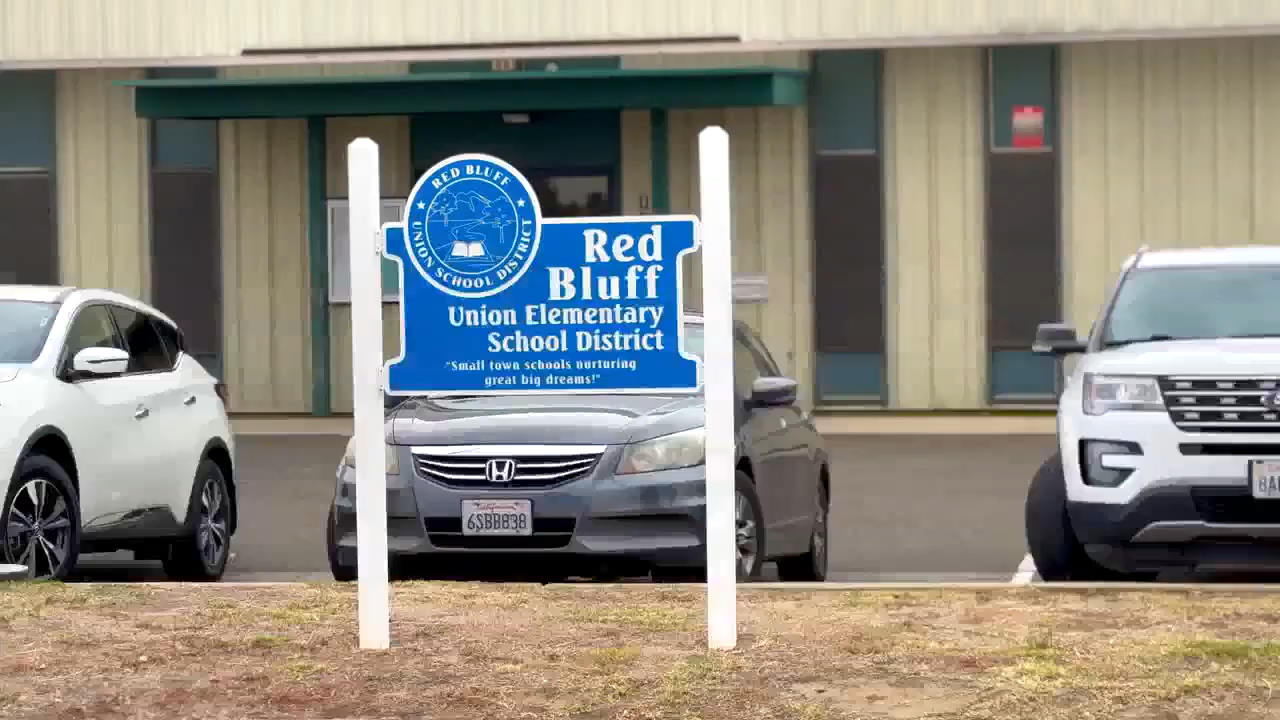 RED BLUFF
UNION SCHOOL DISTRICT
Red
Bluff
Union Elementary
School District
"Small town schools nurturing
great big dreams!"
6SBB838